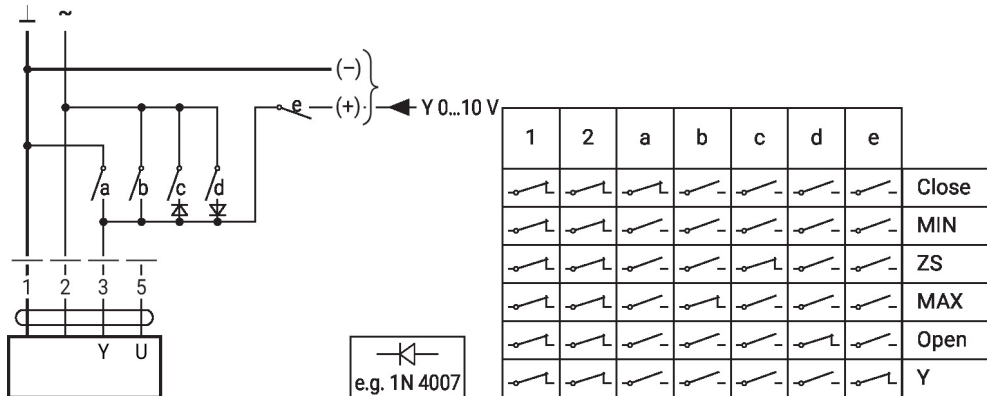 ⊥ ~
(−)
e (+) Y 0...10 V
a b c d
1 2 3 5
Y U
e.g. 1N 4007
1 2 a b c d e
Close
MIN
ZS
MAX
Open
Y